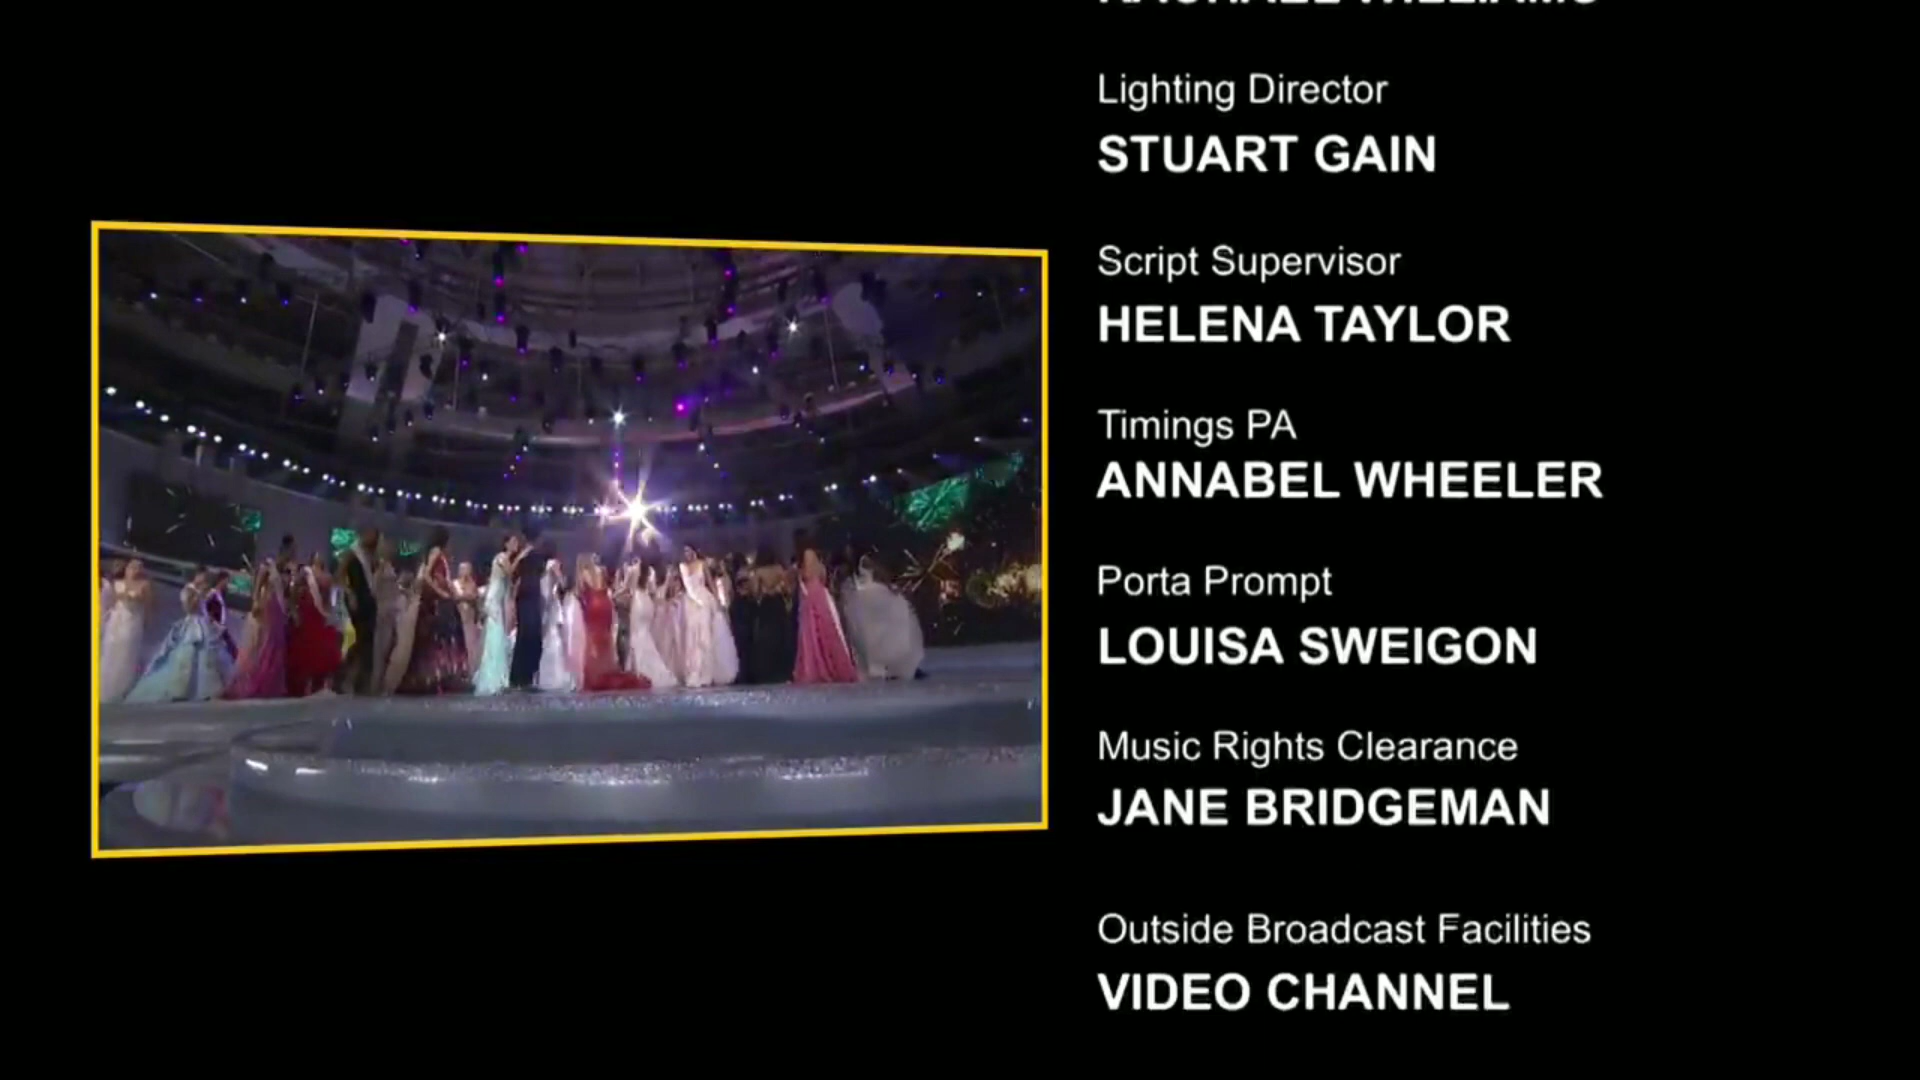 Lighting Director
STUART GAIN
Script Supervisor
HELENA TAYLOR
Timings PA
ANNABEL WHEELER
Porta Prompt
LOUISA SWEIGON
Music Rights Clearance
JANE BRIDGEMAN
Outside Broadcast Facilities
VIDEO CHANNEL